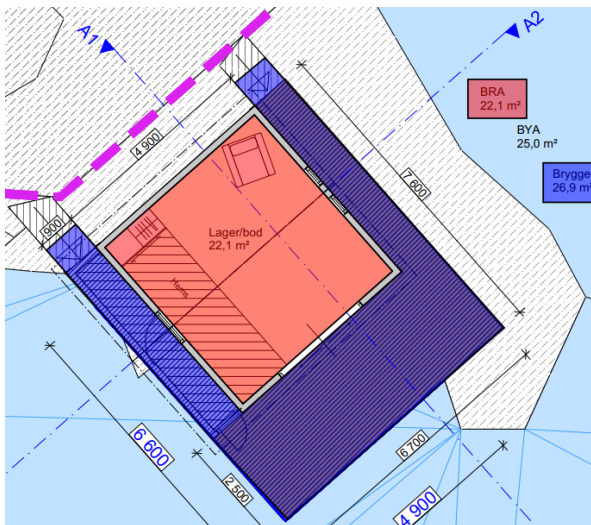 A1
A2
BRA
22,1 m²
BYA
25,0 m²
4 900
7 600
Brygge
26,9 m²
900
Lager/bod
22,1 m²
Hems
6 600
6 700
2 500
4 900